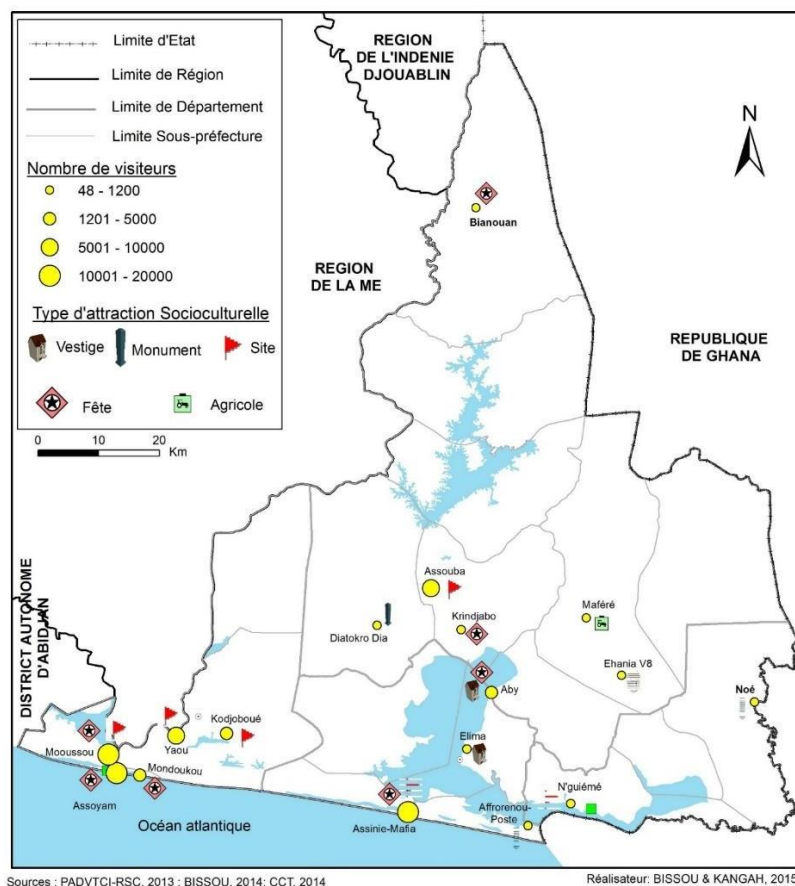 Limite d'Etat
Limite de Région
Limite de Département
Limite Sous-préfecture
Nombre de visiteurs
48 - 1200
1201 - 5000
5001 - 10000
10001 - 20000
Type d'attraction Socioculturelle
Vestige
Monument
Site
Fête
Agricole
0 10 20
Km
REGION
DE L'INDENIE
DJOUABLIN
N
Bianouan
REGION
DE LA ME
REPUBLIQUE
DE GHANA
DISTRICT AUTONOME
D'ABIDJAN
Assouba
Krindjabo
Diatokro Dia
Maféré
Ehania V8
Noé
Aby
Elima
Kodjoboué
Yaou
Mooussou
Mondoukou
Assoyam
Assinie-Mafia
Affrorenou-
Poste
N'guiémé
Océan atlantique
Sources : PADVTCI-RSC, 2013 ; BISSOU, 2014; CCT, 2014
Réalisateur: BISSOU & KANGAH, 2015